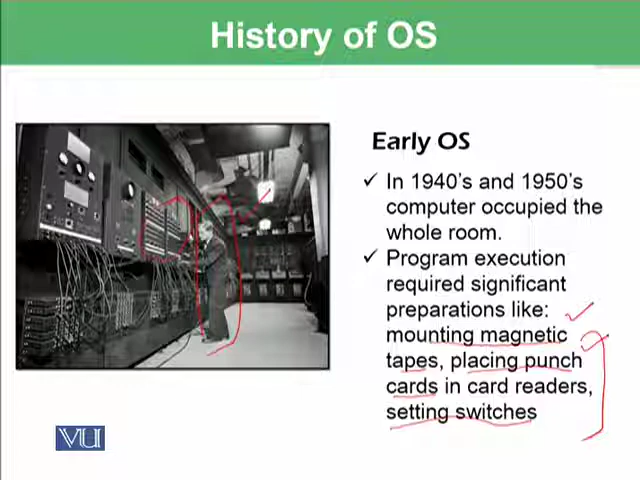 History of OS
Early OS
✓ In 1940's and 1950's
computer occupied the
whole room.
✓ Program execution
required significant
preparations like:
mounting magnetic
tapes, placing punch
cards in card readers,
setting switches
VU